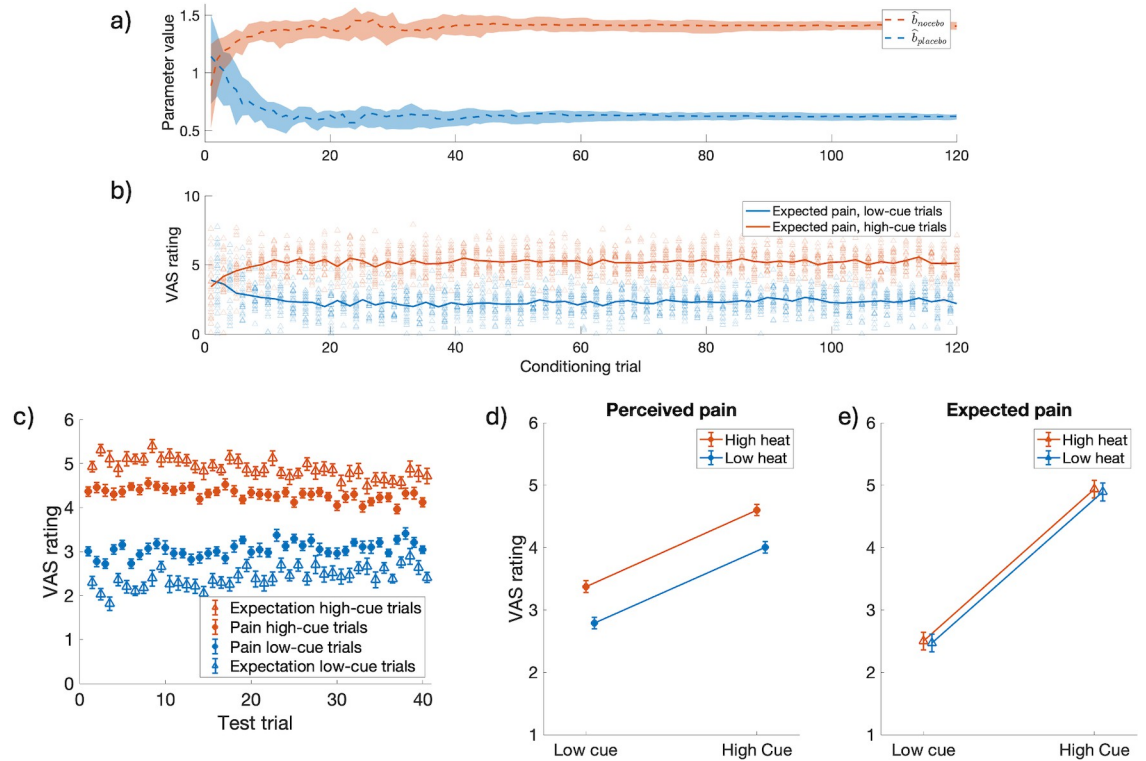 a)
Parameter value
1.5
1
0.5
0
20
40
60
80
100
120
b̂nocebo
b̂placebo
b)
VAS rating
10
5
0
0
20
40
60
80
100
120
Conditioning trial
Expected pain, low-cue trials
Expected pain, high-cue trials
c)
VAS rating
6
5
4
3
2
1
0
0
10
20
30
40
Test trial
Expectation high-cue trials
Pain high-cue trials
Pain low-cue trials
Expectation low-cue trials
d)
Perceived pain
High heat
Low heat
VAS rating
6
5
4
3
2
1
Low cue
High Cue
e)
Expected pain
High heat
Low heat
6
5
4
3
2
1
Low cue
High Cue